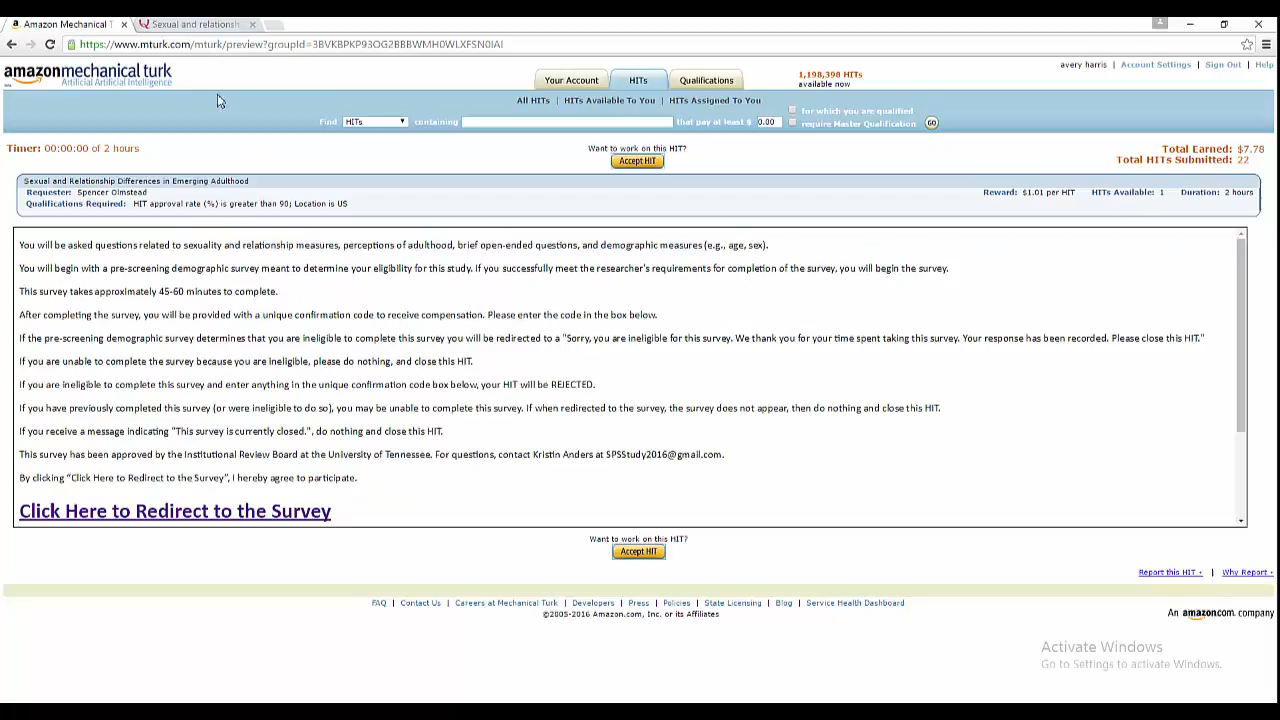 Amazon Mechanical T
Sexual and relationsh
https://www.mturk.com/mturk/preview?groupId=3BVKBPKP93OG2BBBWMH0WLXFSN0IAI
amazonmechanical turk
Artificial Artificial Intelligence
Your Account
HITs
Qualifications
1,198,398 HITs
available now
avery harris | Account Settings | Sign Out | Help
All HITs | HITs Available To You | HITs Assigned To You
Find HITs containing that pay at least $ 0.00
for which you are qualified
require Master Qualification
GO
Timer: 00:00:00 of 2 hours
Want to work on this HIT?
Accept HIT
Total Earned: $7.78
Total HITs Submitted: 22
Sexual and Relationship Differences in Emerging Adulthood
Requester: Spencer Olmstead
Reward: $1.01 per HIT HITs Available: 1 Duration: 2 hours
Qualifications Required: HIT approval rate (%) is greater than 90; Location is US
You will be asked questions related to sexuality and relationship measures, perceptions of adulthood, brief open-ended questions, and demographic measures (e.g., age, sex).
You will begin with a pre-screening demographic survey meant to determine your eligibility for this study. If you successfully meet the researcher's requirements for completion of the survey, you will begin the survey.
This survey takes approximately 45-60 minutes to complete.
After completing the survey, you will be provided with a unique confirmation code to receive compensation. Please enter the code in the box below.
If the pre-screening demographic survey determines that you are ineligible to complete this survey you will be redirected to a "Sorry, you are ineligible for this survey. We thank you for your time spent taking this survey. Your response has been recorded. Please close this HIT."
If you are unable to complete the survey because you are ineligible, please do nothing, and close this HIT.
If you are ineligible to complete this survey and enter anything in the unique confirmation code box below, your HIT will be REJECTED.
If you have previously completed this survey (or were ineligible to do so), you may be unable to complete this survey. If when redirected to the survey, the survey does not appear, then do nothing and close this HIT.
If you receive a message indicating "This survey is currently closed.", do nothing and close this HIT.
This survey has been approved by the Institutional Review Board at the University of Tennessee. For questions, contact Kristin Anders at SPSStudy2016@gmail.com.
By clicking “Click Here to Redirect to the Survey”, I hereby agree to participate.
Click Here to Redirect to the Survey
Want to work on this HIT?
Accept HIT
Report this HIT | Why Report
FAQ | Contact Us | Careers at Mechanical Turk | Developers | Press | Policies | State Licensing | Blog | Service Health Dashboard
©2005-2016 Amazon.com, Inc. or its Affiliates
An amazon.com company
Activate Windows
Go to Settings to activate Windows.